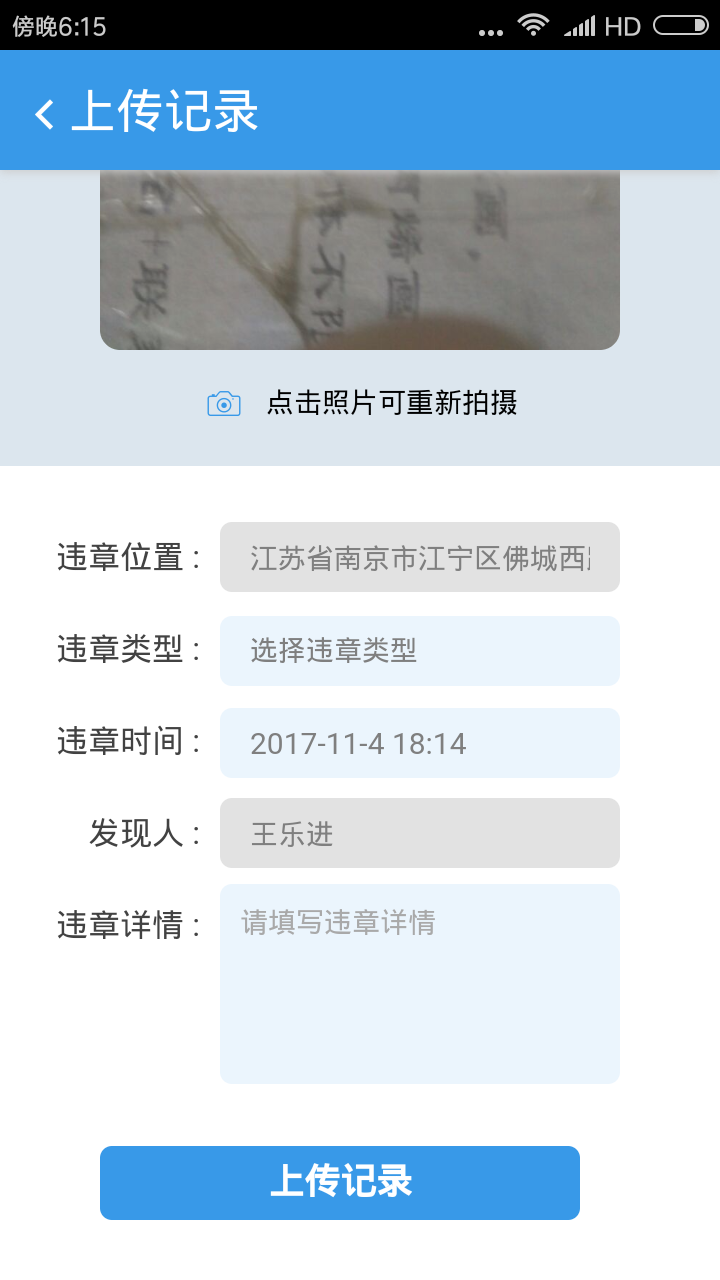 傍晚6:15
HD
上传记录
点击照片可重新拍摄
违章位置：
江苏省南京市江宁区佛城西
违章类型：
选择违章类型
违章时间：
2017-11-4 18:14
发现人：
王乐进
违章详情：
请填写违章详情
上传记录